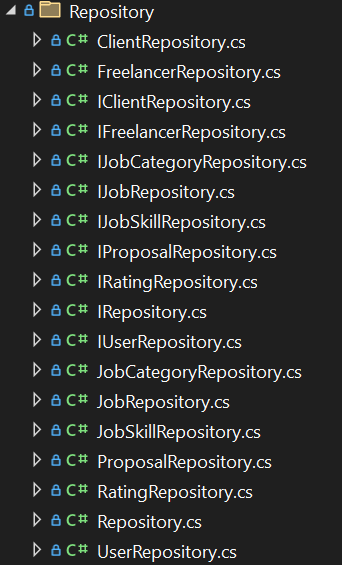 Repository
C# ClientRepository.cs
C# FreelancerRepository.cs
C# IClientRepository.cs
C# IFreelancerRepository.cs
C# IJobCategoryRepository.cs
C# IJobRepository.cs
C# IJobSkillRepository.cs
C# IProposalRepository.cs
C# IRatingRepository.cs
C# IRepository.cs
C# IUserRepository.cs
C# JobCategoryRepository.cs
C# JobRepository.cs
C# JobSkillRepository.cs
C# ProposalRepository.cs
C# RatingRepository.cs
C# Repository.cs
C# UserRepository.cs